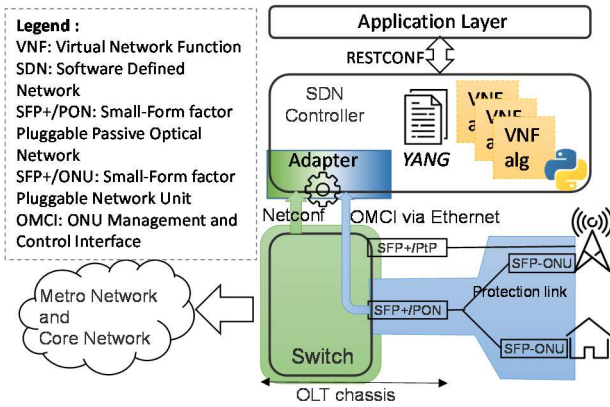 Legend :
VNF: Virtual Network Function
SDN: Software Defined
Network
SFP+/PON: Small-Form factor
Pluggable Passive Optical
Network
SFP+/ONU: Small-Form factor
Pluggable Network Unit
OMCI: ONU Management and
Control Interface
Application Layer
RESTCONF
SDN
Controller
YANG
VNF
al
VNF
al
VNF
alg
Adapter
Netconf
OMCI via Ethernet
SFP+/PtP
SFP-ONU
Protection link
SFP+/PON
SFP-ONU
Metro Network
and
Core Network
Switch
OLT chassis